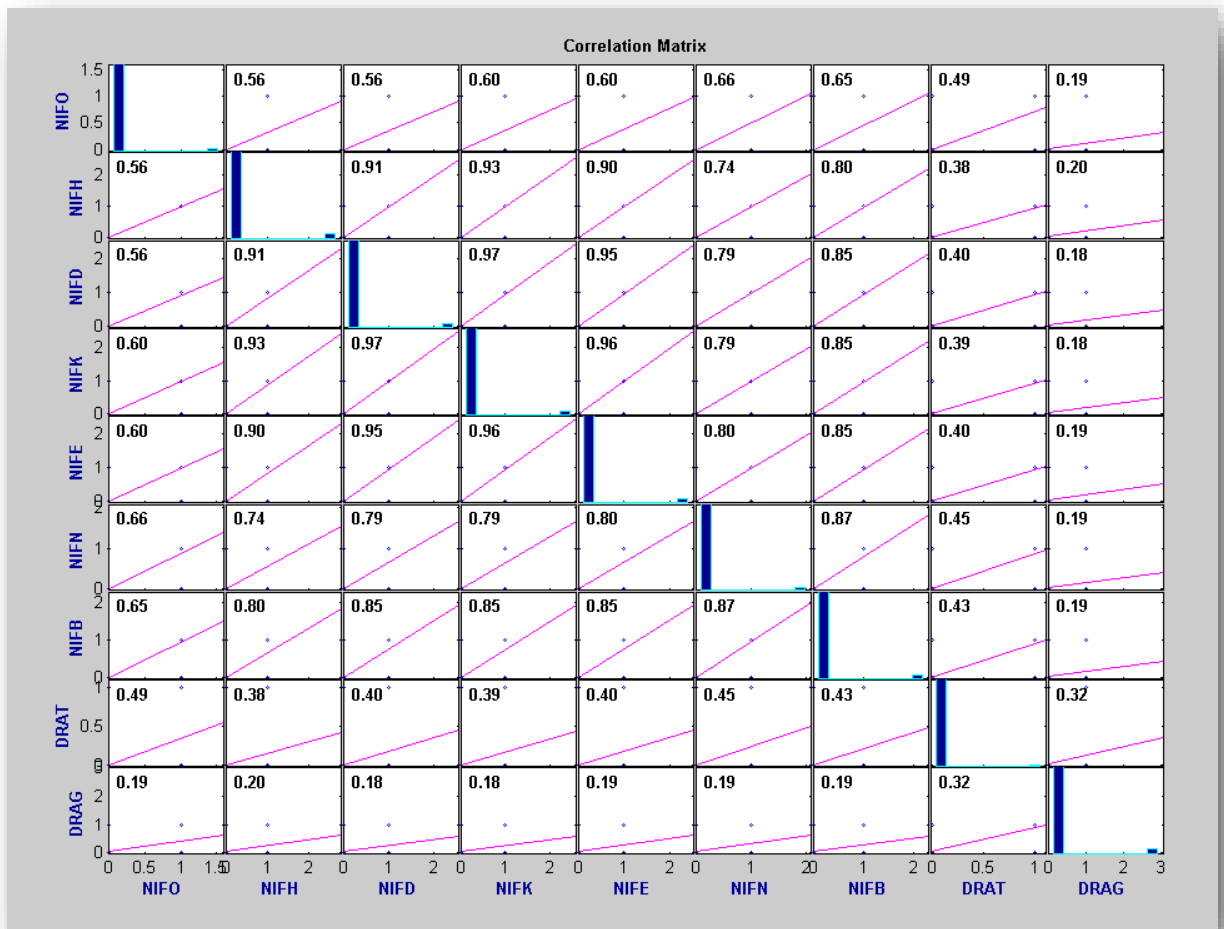 Correlation Matrix
NIFO 1.5 1 0.5 0 0.56 0.56 0.60 0.60 0.66 0.65 0.49 0.19
NIFH 2 1 0 0.56 0.91 0.93 0.90 0.74 0.80 0.38 0.20
NIFD 2 1 0 0.56 0.91 0.97 0.95 0.79 0.85 0.40 0.18
NIFK 2 1 0 0.60 0.93 0.97 0.96 0.79 0.85 0.39 0.18
NIFE 2 1 0 0.60 0.90 0.95 0.96 0.80 0.85 0.40 0.19
NIFN 2 1 0 0.66 0.74 0.79 0.79 0.80 0.87 0.45 0.19
NIFB 2 1 0 0.65 0.80 0.85 0.85 0.85 0.87 0.43 0.19
DRAT 1 0.5 0 0.49 0.38 0.40 0.39 0.40 0.45 0.43 0.32
DRAG 3 2 1 0 0.19 0.20 0.18 0.18 0.19 0.19 0.19 0.32
0 0.5 1 1.5 1 2 0 1 2 0 1 2 0 1 2 0 1 2 0 1 2 0 0.5 1 0 1 2 3
NIFO NIFH NIFD NIFK NIFE NIFN NIFB DRAT DRAG